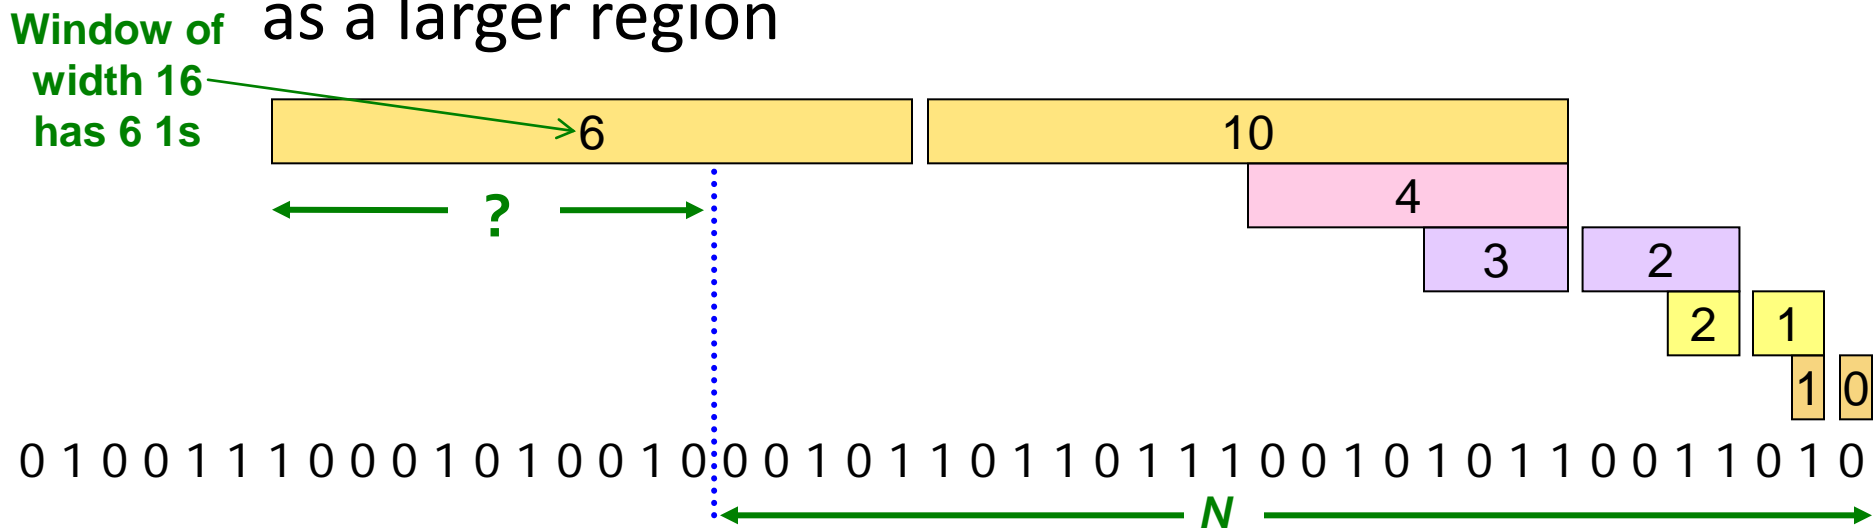 as a larger region
Window of
width 16
has 6 1s
6 10
? 4
3 2
2 1
1 0
0 1 0 0 1 1 1 0 0 0 1 0 1 0 0 1 0 0 0 1 0 1 1 0 1 1 0 1 1 1 0 0 1 0 1 0 1 1 0 0 1 1 0 1 0
N